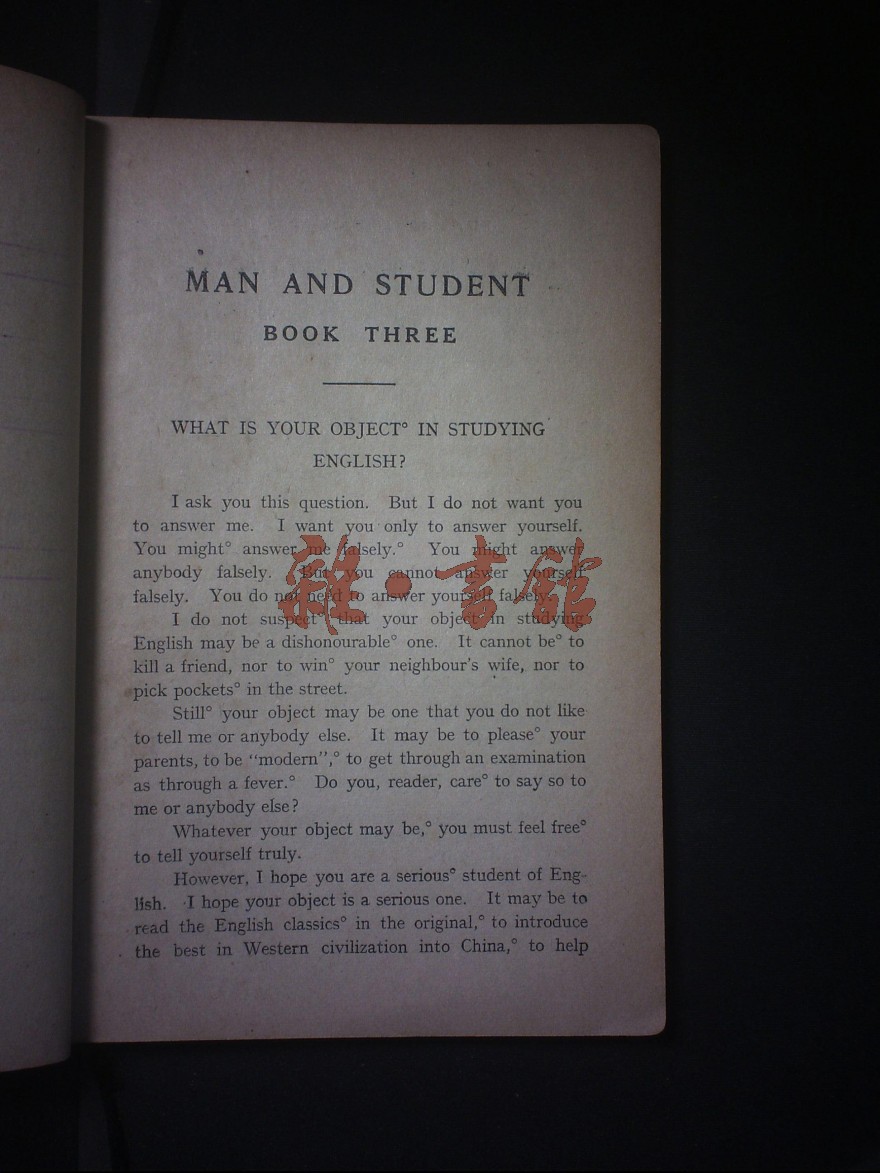 MAN AND STUDENT
BOOK THREE
WHAT IS YOUR OBJECT° IN STUDYING
ENGLISH?
I ask you this question. But I do not want you
to answer me. I want you only to answer yourself.
You might° answer me falsely.° You might answer
anybody falsely. But you cannot answer yourself
falsely. You do not need to answer yourself falsely.
I do not suspect° that your object in studying
English may be a dishonourable° one. It cannot be° to
kill a friend, nor to win° your neighbour's wife, nor to
pick pockets° in the street.
Still° your object may be one that you do not like
to tell me or anybody else. It may be to please° your
parents, to be "modern",° to get through an examination
as through a fever.° Do you, reader, care° to say so to
me or anybody else?
Whatever your object may be,° you must feel free°
to tell yourself truly.
However, I hope you are a serious° student of Eng-
lish. I hope your object is a serious one. It may be to
read the English classics° in the original,° to introduce
the best in Western civilization into China,° to help
雜·書館